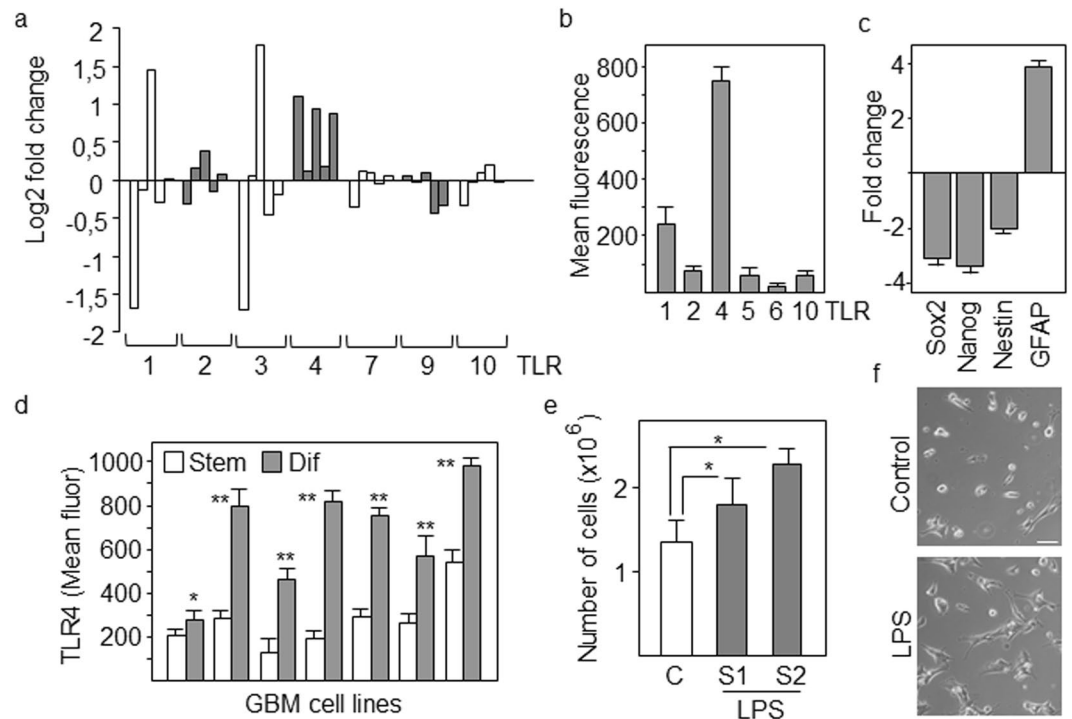 a
Log2 fold change
2
1,5
1
0,5
0
-0,5
-1
-1,5
-2
1 2 3 4 7 9 10 TLR
b
Mean fluorescence
800
600
400
200
1 2 4 5 6 10 TLR
c
Fold change
4
2
-2
-4
Sox2
Nanog
Nestin
GFAP
d
TLR4 (Mean fluor)
1000
800
600
400
200
Stem Dif
* ** ** ** ** ** **
GBM cell lines
e
Number of cells (x10⁶)
2
1
*
*
C S1 S2
LPS
f
Control
LPS